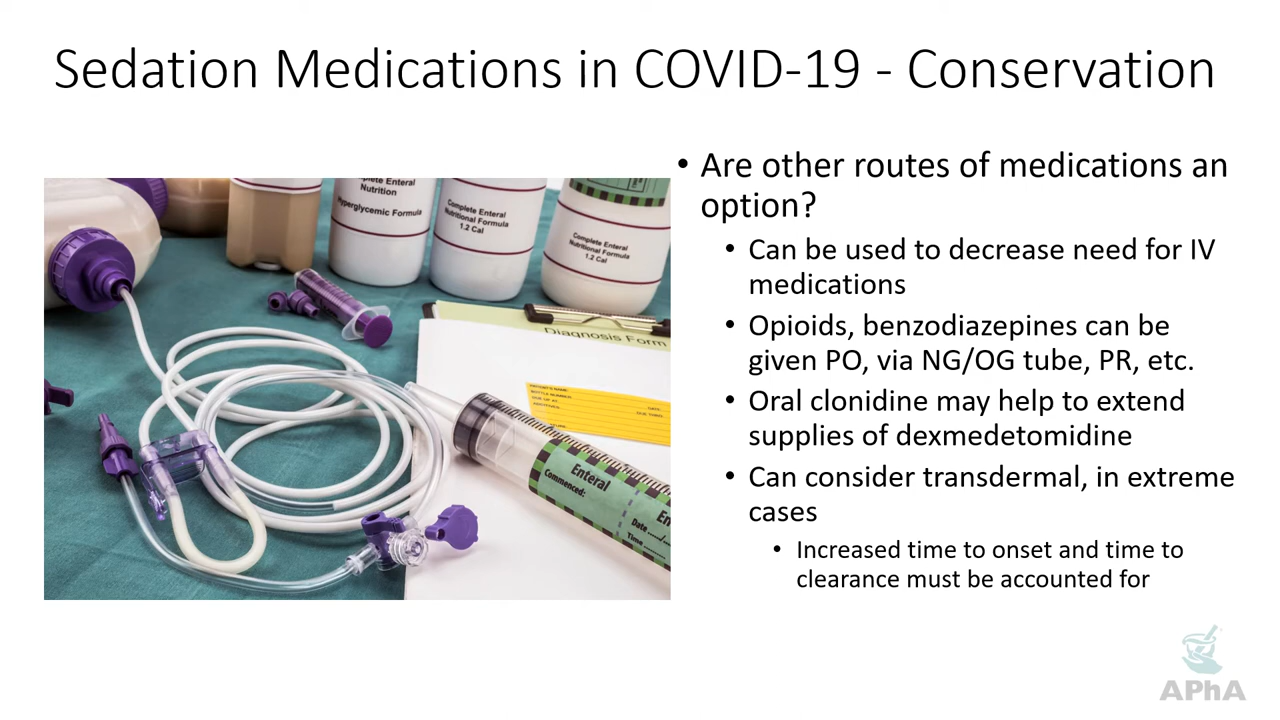 Sedation Medications in COVID-19 - Conservation
• Are other routes of medications an
option?
• Can be used to decrease need for IV
medications
• Opioids, benzodiazepines can be
given PO, via NG/OG tube, PR, etc.
• Oral clonidine may help to extend
supplies of dexmedetomidine
• Can consider transdermal, in extreme
cases
• Increased time to onset and time to
clearance must be accounted for
Nutrition
Hyperglycemic Formula
Complete Enteral
Nutritional Formula
1.2 Cal
Complete Enteral
Nutritional Formula
1.2 Cal
Diagnosis Form
Enteral
Commenced:
Date
Time
En
APhA